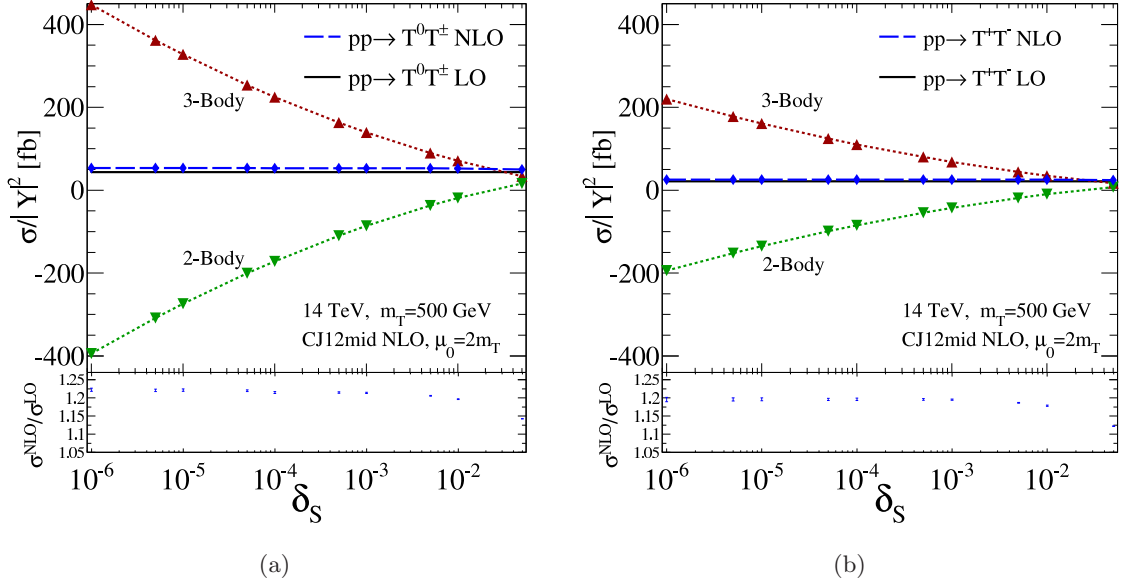 400
200
0
-200
-400
σ/|Y|² [fb]
pp→ T⁰T± NLO
pp→ T⁰T± LO
3-Body
2-Body
14 TeV, m_T=500 GeV
CJ12mid NLO, μ₀=2m_T
1.25
1.2
1.15
1.1
1.05
σ^NLO/σ^LO
10⁻⁶ 10⁻⁵ 10⁻⁴ 10⁻³ 10⁻²
δ_S
(a)
400
200
0
-200
-400
σ/|Y|² [fb]
pp→ T⁺T⁻ NLO
pp→ T⁺T⁻ LO
3-Body
2-Body
14 TeV, m_T=500 GeV
CJ12mid NLO, μ₀=2m_T
1.25
1.2
1.15
1.1
1.05
σ^NLO/σ^LO
10⁻⁶ 10⁻⁵ 10⁻⁴ 10⁻³ 10⁻²
δ_S
(b)